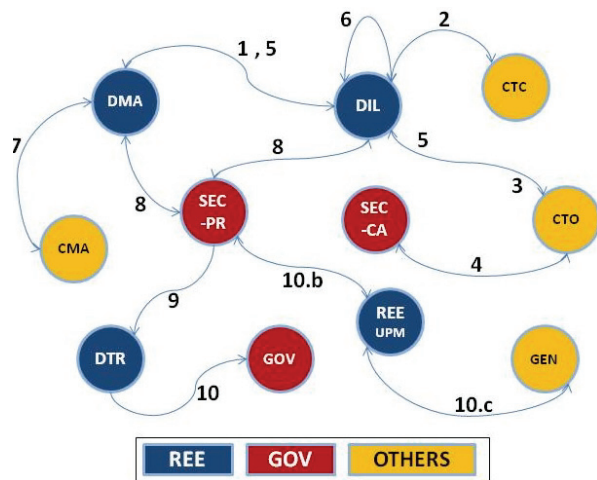 6
2
1 , 5
DMA
DIL
CTC
7
8
5
8
SEC
-PR
SEC
-CA
3
CTO
CMA
4
9
10.b
REE
UPM
DTR
GOV
GEN
10
10.c
REE
GOV
OTHERS